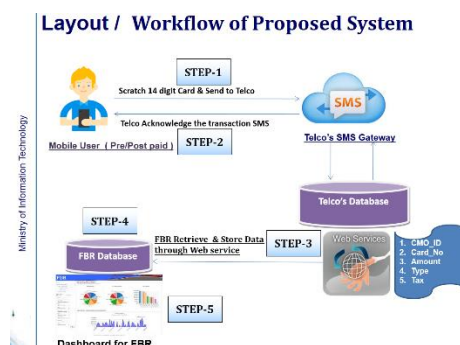 Layout / Workflow of Proposed System
STEP-1
Scratch 14 digit Card & Send to Telco
SMS
Telco Acknowledge the transaction SMS
Mobile User ( Pre/Post paid )
STEP-2
Telco's SMS Gateway
Ministry of Information Technology
Telco's Database
STEP-4
FBR Retrieve & Store Data
through Web service
STEP-3
Web Services
1. CMO_ID
2. Card_No
3. Amount
4. Type
5. Tax
FBR Database
FBR
STEP-5
Dashboard for FBR